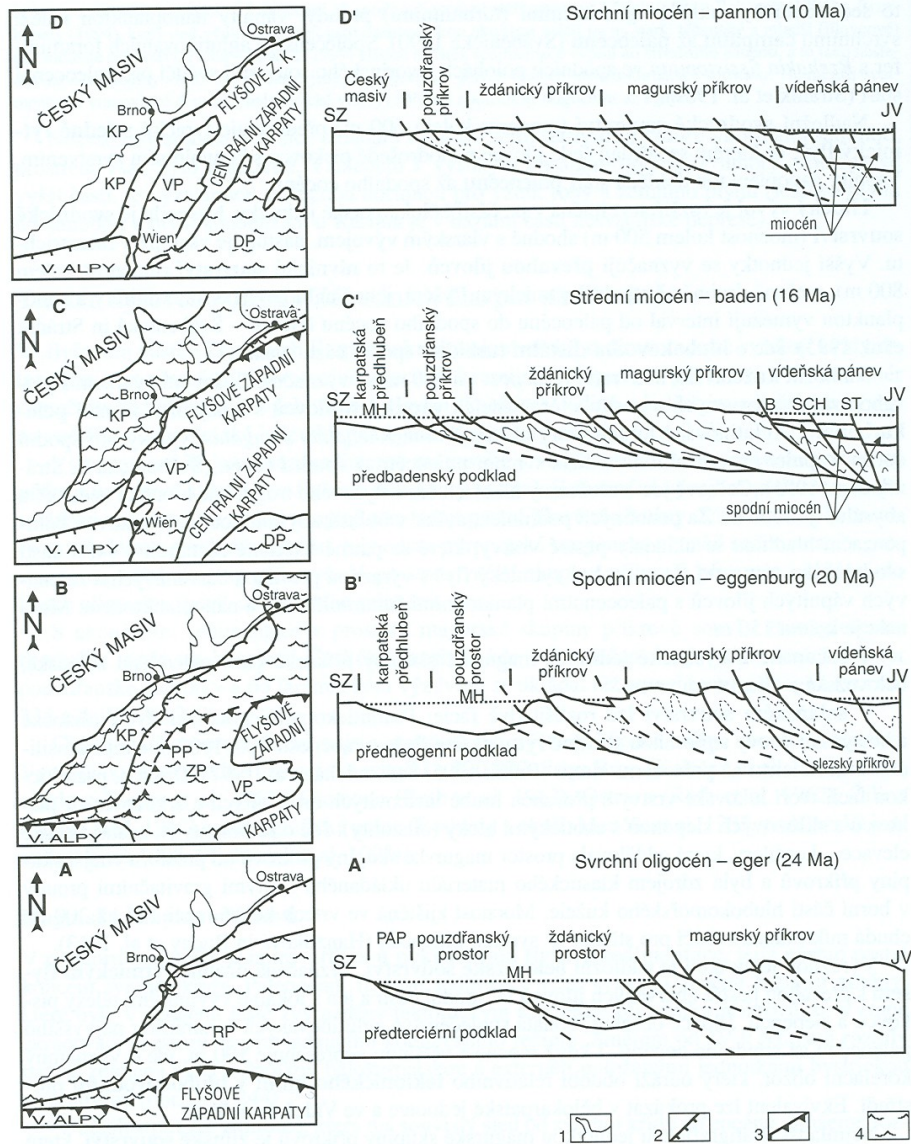 D
N
ČESKÝ MASIV
Ostrava
FLYŠOVÉ Z. K.
Brno
KP
KP
VP
CENTRÁLNÍ ZÁPADNÍ
KARPATY
Wien
DP
V. ALPY
D'
Svrchní miocén – pannon (10 Ma)
Český
masiv
pouzdřanský
příkrov
ždánický příkrov
magurský příkrov
vídeňská pánev
SZ
JV
miocén
C
N
ČESKÝ MASIV
Ostrava
Brno
KP
FLYŠOVÉ ZÁPADNÍ
KARPATY
VP
CENTRÁLNÍ ZÁPADNÍ
KARPATY
Wien
V. ALPY
DP
C'
Střední miocén – baden (16 Ma)
karpatská
předhlubeň
pouzdřanský
příkrov
ždánický
příkrov
magurský příkrov
vídeňská pánev
SZ
MH
B
SCH
ST
JV
předbadenský podklad
spodní miocén
B
N
ČESKÝ MASIV
Ostrava
Brno
KP
PP
ZP
FLYŠOVÉ
ZÁPADNÍ
VP
KARPATY
V. ALPY
B'
Spodní miocén – eggenburg (20 Ma)
karpatská
předhlubeň
pouzdřanský
prostor
ždánický
příkrov
magurský příkrov
vídeňská
pánev
SZ
MH
JV
předneogenní podklad
slezský příkrov
A
N
ČESKÝ MASIV
Ostrava
Brno
RP
V. ALPY
FLYŠOVÉ
ZÁPADNÍ KARPATY
A'
Svrchní oligocén – eger (24 Ma)
PAP
pouzdřanský
prostor
ždánický
prostor
magurský příkrov
SZ
MH
JV
předterciérní podklad
1
2
3
4